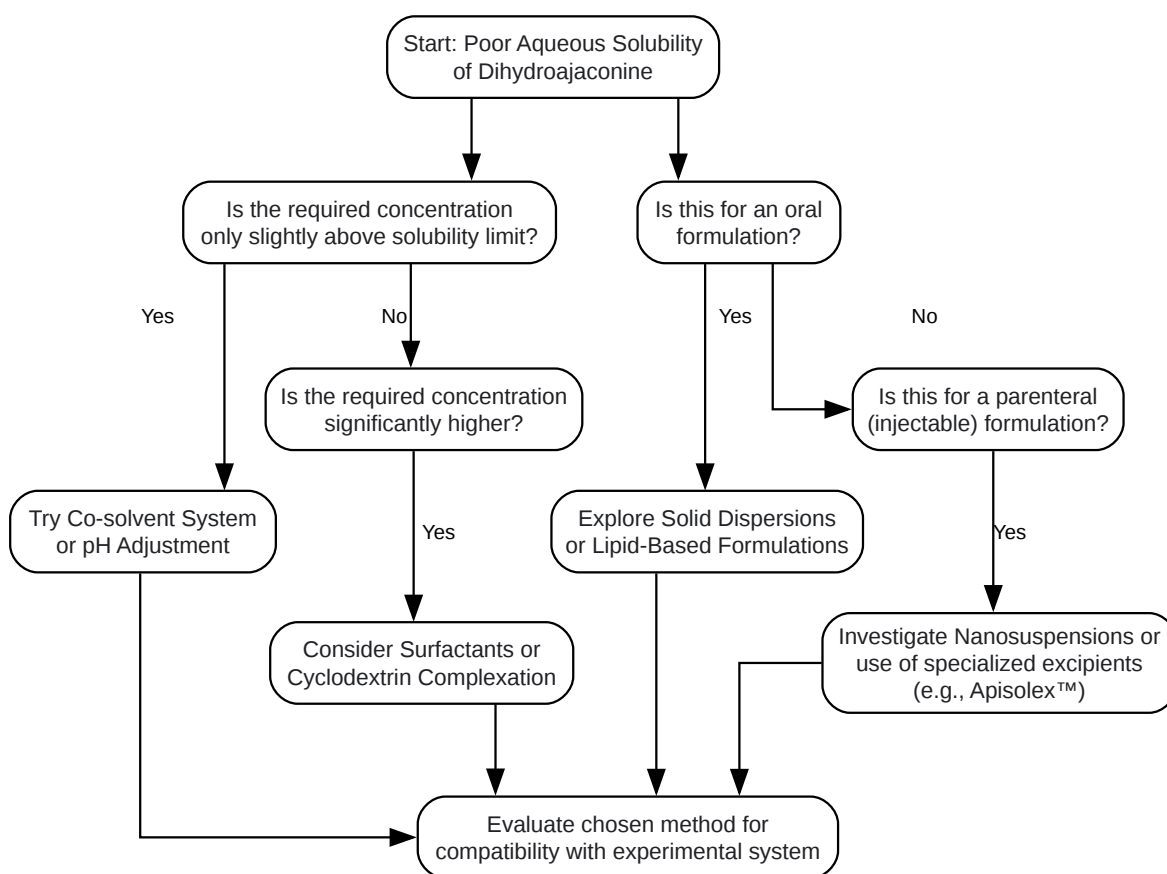 Start: Poor Aqueous Solubility
of Dihydroajaconine
Is the required concentration
only slightly above solubility limit?
Is this for an oral
formulation?
Yes
No
Yes
No
Is the required concentration
significantly higher?
Is this for a parenteral
(injectable) formulation?
Try Co-solvent System
or pH Adjustment
Yes
Explore Solid Dispersions
or Lipid-Based Formulations
Yes
Consider Surfactants or
Cyclodextrin Complexation
Investigate Nanosuspensions or
use of specialized excipients
(e.g., Apisolex™)
Evaluate chosen method for
compatibility with experimental system